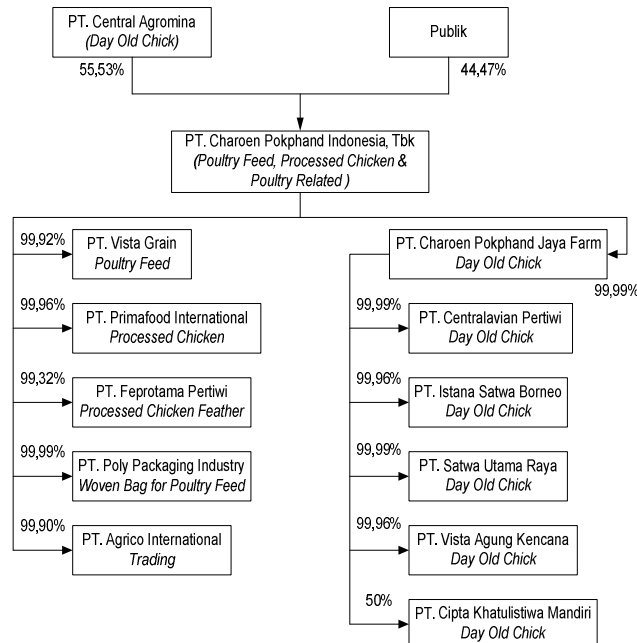 PT. Central Agromina
(Day Old Chick)
Publik
55,53%
44,47%
PT. Charoen Pokphand Indonesia, Tbk
(Poultry Feed, Processed Chicken &
Poultry Related )
99,92%
PT. Vista Grain
Poultry Feed
99,96%
PT. Primafood International
Processed Chicken
99,32%
PT. Feprotama Pertiwi
Processed Chicken Feather
99,99%
PT. Poly Packaging Industry
Woven Bag for Poultry Feed
99,90%
PT. Agrico International
Trading
PT. Charoen Pokphand Jaya Farm
Day Old Chick
99,99%
99,99%
PT. Centralavian Pertiwi
Day Old Chick
99,96%
PT. Istana Satwa Borneo
Day Old Chick
99,99%
PT. Satwa Utama Raya
Day Old Chick
99,96%
PT. Vista Agung Kencana
Day Old Chick
50%
PT. Cipta Khatulistiwa Mandiri
Day Old Chick